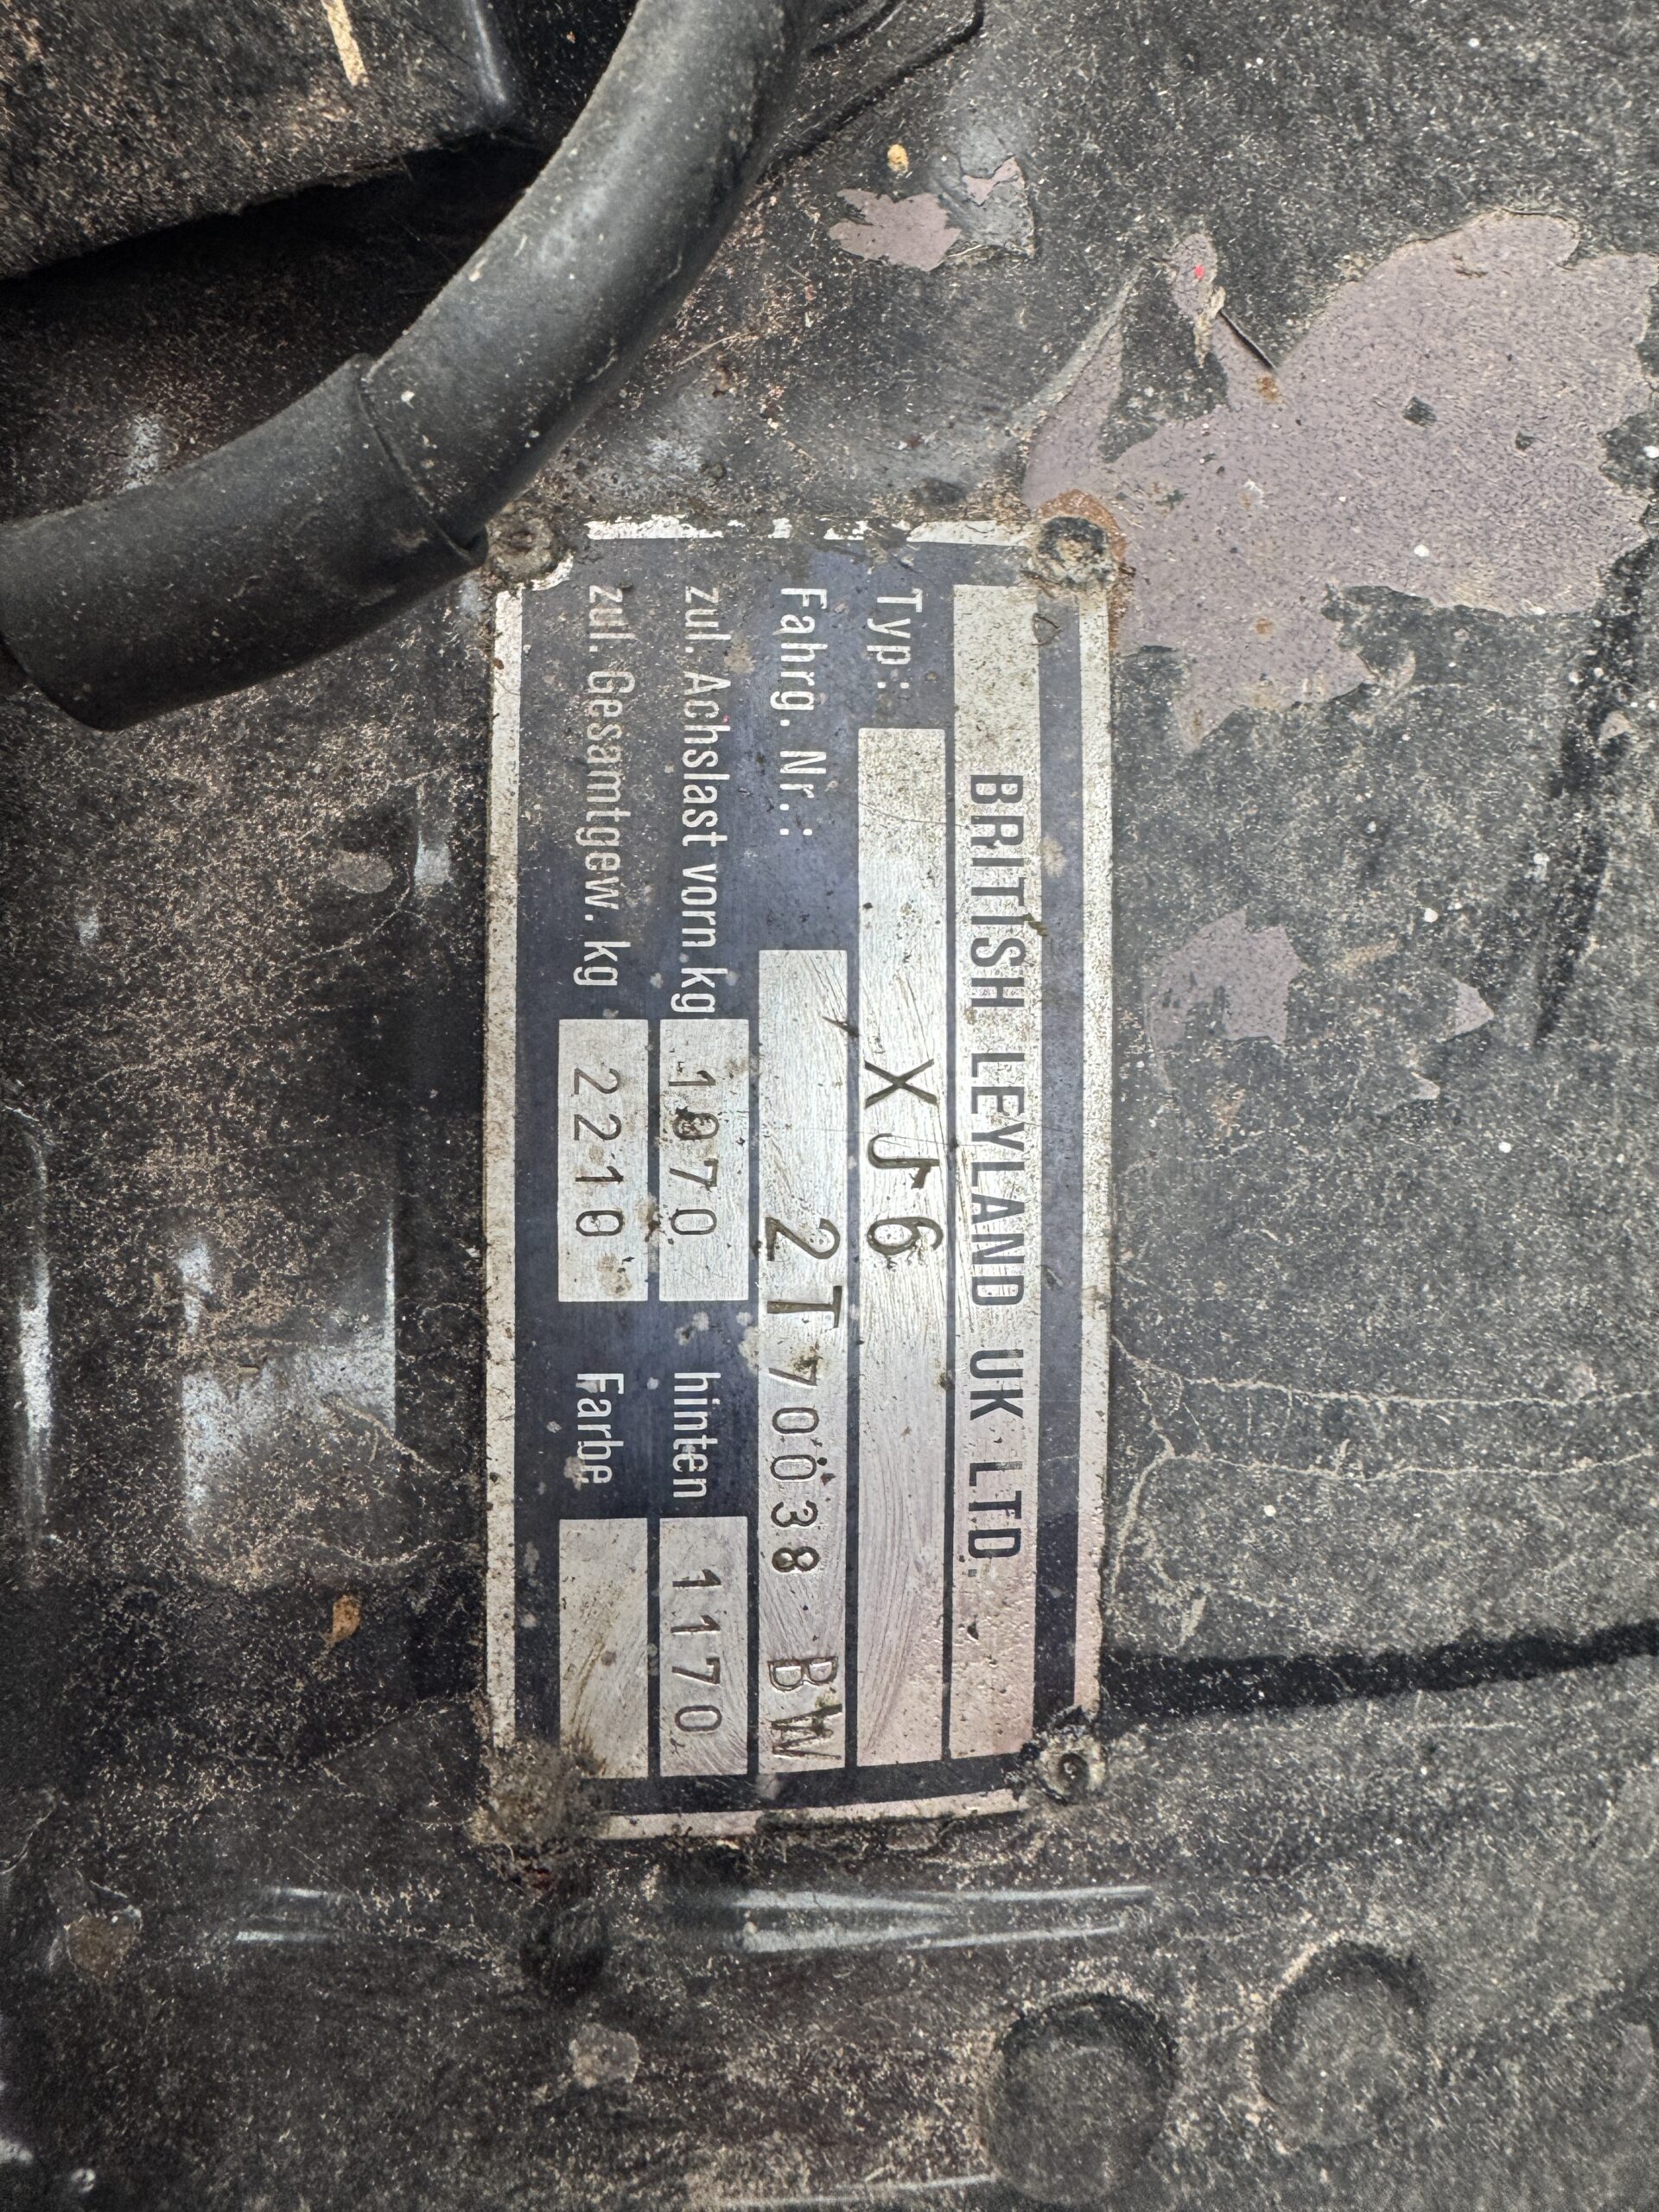 BRITISH LEYLAND UK LTD.
Typ: XJ6
Fahrg. Nr.: 2T70038 BW
zul. Achslast vorn kg 1070 hinten 1170
zul. Gesamtgew. kg 2210 Farbe